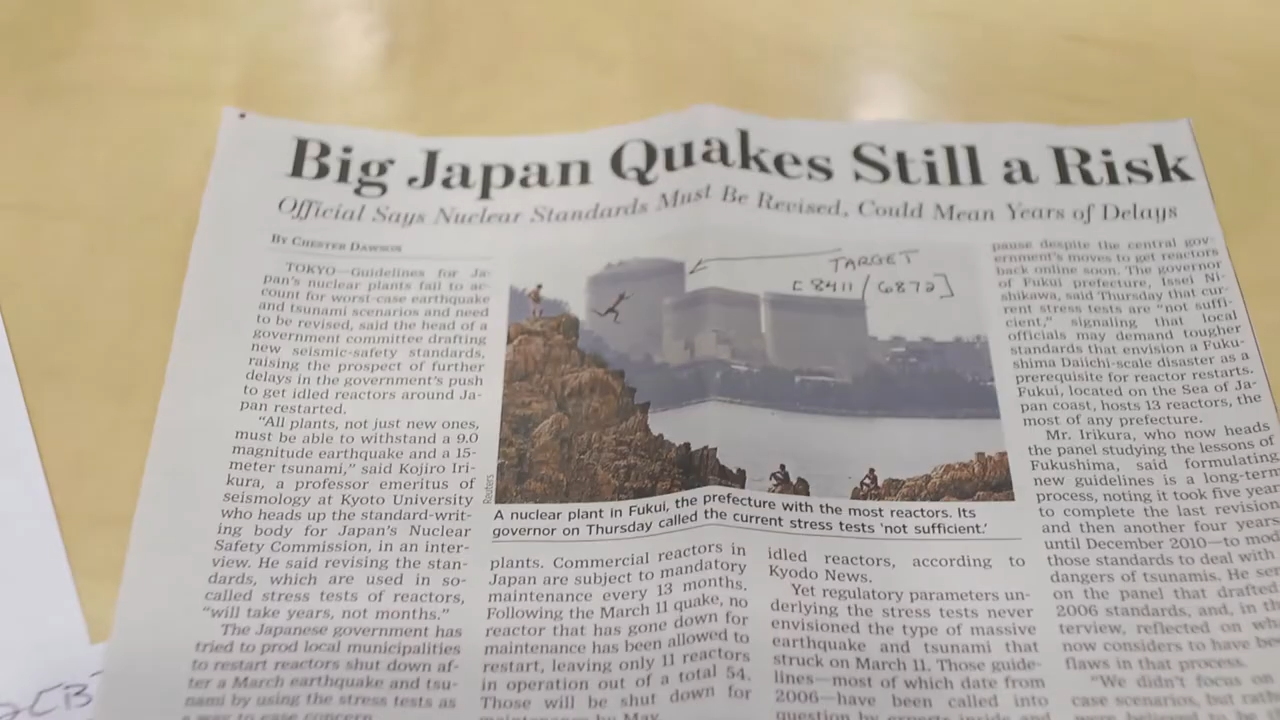 Big Japan Quakes Still a Risk
Official Says Nuclear Standards Must Be Revised, Could Mean Years of Delays
BY CHESTER DAWSON
TOKYO—Guidelines for Ja-
pan's nuclear plants fail to ac-
count for worst-case earthquake
and tsunami scenarios and need
to be revised, said the head of a
government committee drafting
new seismic-safety standards,
raising the prospect of further
delays in the government's push
to get idled reactors around Ja-
pan restarted.
“All plants, not just new ones,
must be able to withstand a 9.0
magnitude earthquake and a 15-
meter tsunami,” said Kojiro Iri-
kura, a professor emeritus of
seismology at Kyoto University
who heads up the standard-writ-
ing body for Japan's Nuclear
Safety Commission, in an inter-
view. He said revising the stan-
dards, which are used in so-
called stress tests of reactors,
“will take years, not months.”
The Japanese government has
tried to prod local municipalities
to restart reactors shut down af-
ter a March earthquake and tsu-
nami by using the stress tests as
a way to ease concern
TARGET
[8411/6872]
Reuters
A nuclear plant in Fukui, the prefecture with the most reactors. Its
governor on Thursday called the current stress tests 'not sufficient.'
plants. Commercial reactors in
Japan are subject to mandatory
maintenance every 13 months.
Following the March 11 quake, no
reactor that has gone down for
maintenance has been allowed to
restart, leaving only 11 reactors
in operation out of a total 54.
Those will be shut down for
maintenance by May
idled reactors, according to
Kyodo News.
Yet regulatory parameters un-
derlying the stress tests never
envisioned the type of massive
earthquake and tsunami that
struck on March 11. Those guide-
lines—most of which date from
2006—have been called into
question by experts inside and
pause despite the central gov-
ernment's moves to get reactors
back online soon. The governor
of Fukui prefecture, Issei Ni-
shikawa, said Thursday that cur-
rent stress tests are “not suffi-
cient,” signaling that local
officials may demand tougher
standards that envision a Fuku-
shima Daiichi-scale disaster as a
prerequisite for reactor restarts.
Fukui, located on the Sea of Ja-
pan coast, hosts 13 reactors, the
most of any prefecture.
Mr. Irikura, who now heads
the panel studying the lessons of
Fukushima, said formulating
new guidelines is a long-term
process, noting it took five year
to complete the last revision
and then another four years
until December 2010—to mod
those standards to deal with
dangers of tsunamis. He ser
on the panel that drafted
2006 standards, and, in th
terview, reflected on wh
now considers to have be
flaws in that process.
“We didn't focus on
case scenarios, but rath